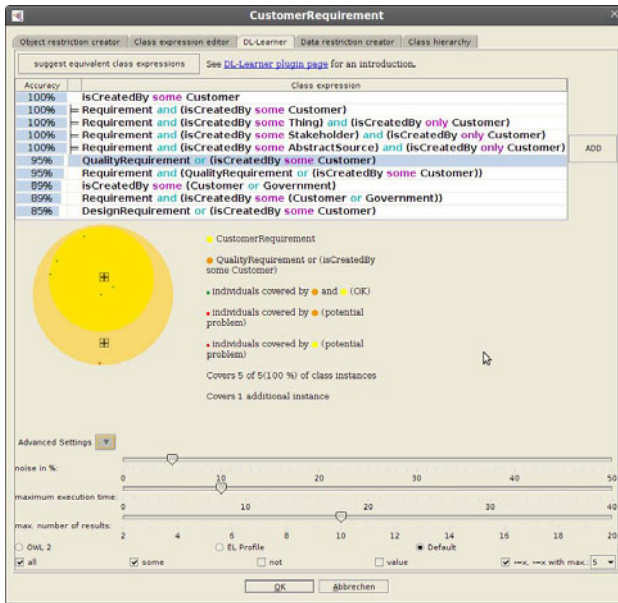 CustomerRequirement
Object restriction creator Class expression editor DL-Learner Data restriction creator Class hierarchy
suggest equivalent class expressions See DL-Learner plugin page for an introduction.
Accuracy Class expression
100% isCreatedBy some Customer
100% Requirement and (isCreatedBy some Customer)
100% Requirement and (isCreatedBy some Thing) and (isCreatedBy only Customer)
100% Requirement and (isCreatedBy some Stakeholder) and (isCreatedBy only Customer)
100% Requirement and (isCreatedBy some AbstractSource) and (isCreatedBy only Customer)
ADD
95% QualityRequirement or (isCreatedBy some Customer)
95% Requirement and (QualityRequirement or (isCreatedBy some Customer))
89% isCreatedBy some (Customer or Government)
89% Requirement and (isCreatedBy some (Customer or Government))
85% DesignRequirement or (isCreatedBy some Customer)
CustomerRequirement
QualityRequirement or (isCreatedBy
some Customer)
individuals covered by and (OK)
individuals covered by (potential
problem)
individuals covered by (potential
problem)
Covers 5 of 5(100 %) of class instances
Covers 1 additional instance
Advanced Settings
noise in %:
0 10 20 30 40 50
maximum execution time:
0 10 20 30 40
max. number of results:
2 4 6 8 10 12 14 16 18 20
OWL 2 EL Profile Default
all some not value <=x, >=x with max.: 5
OK Abbrechen